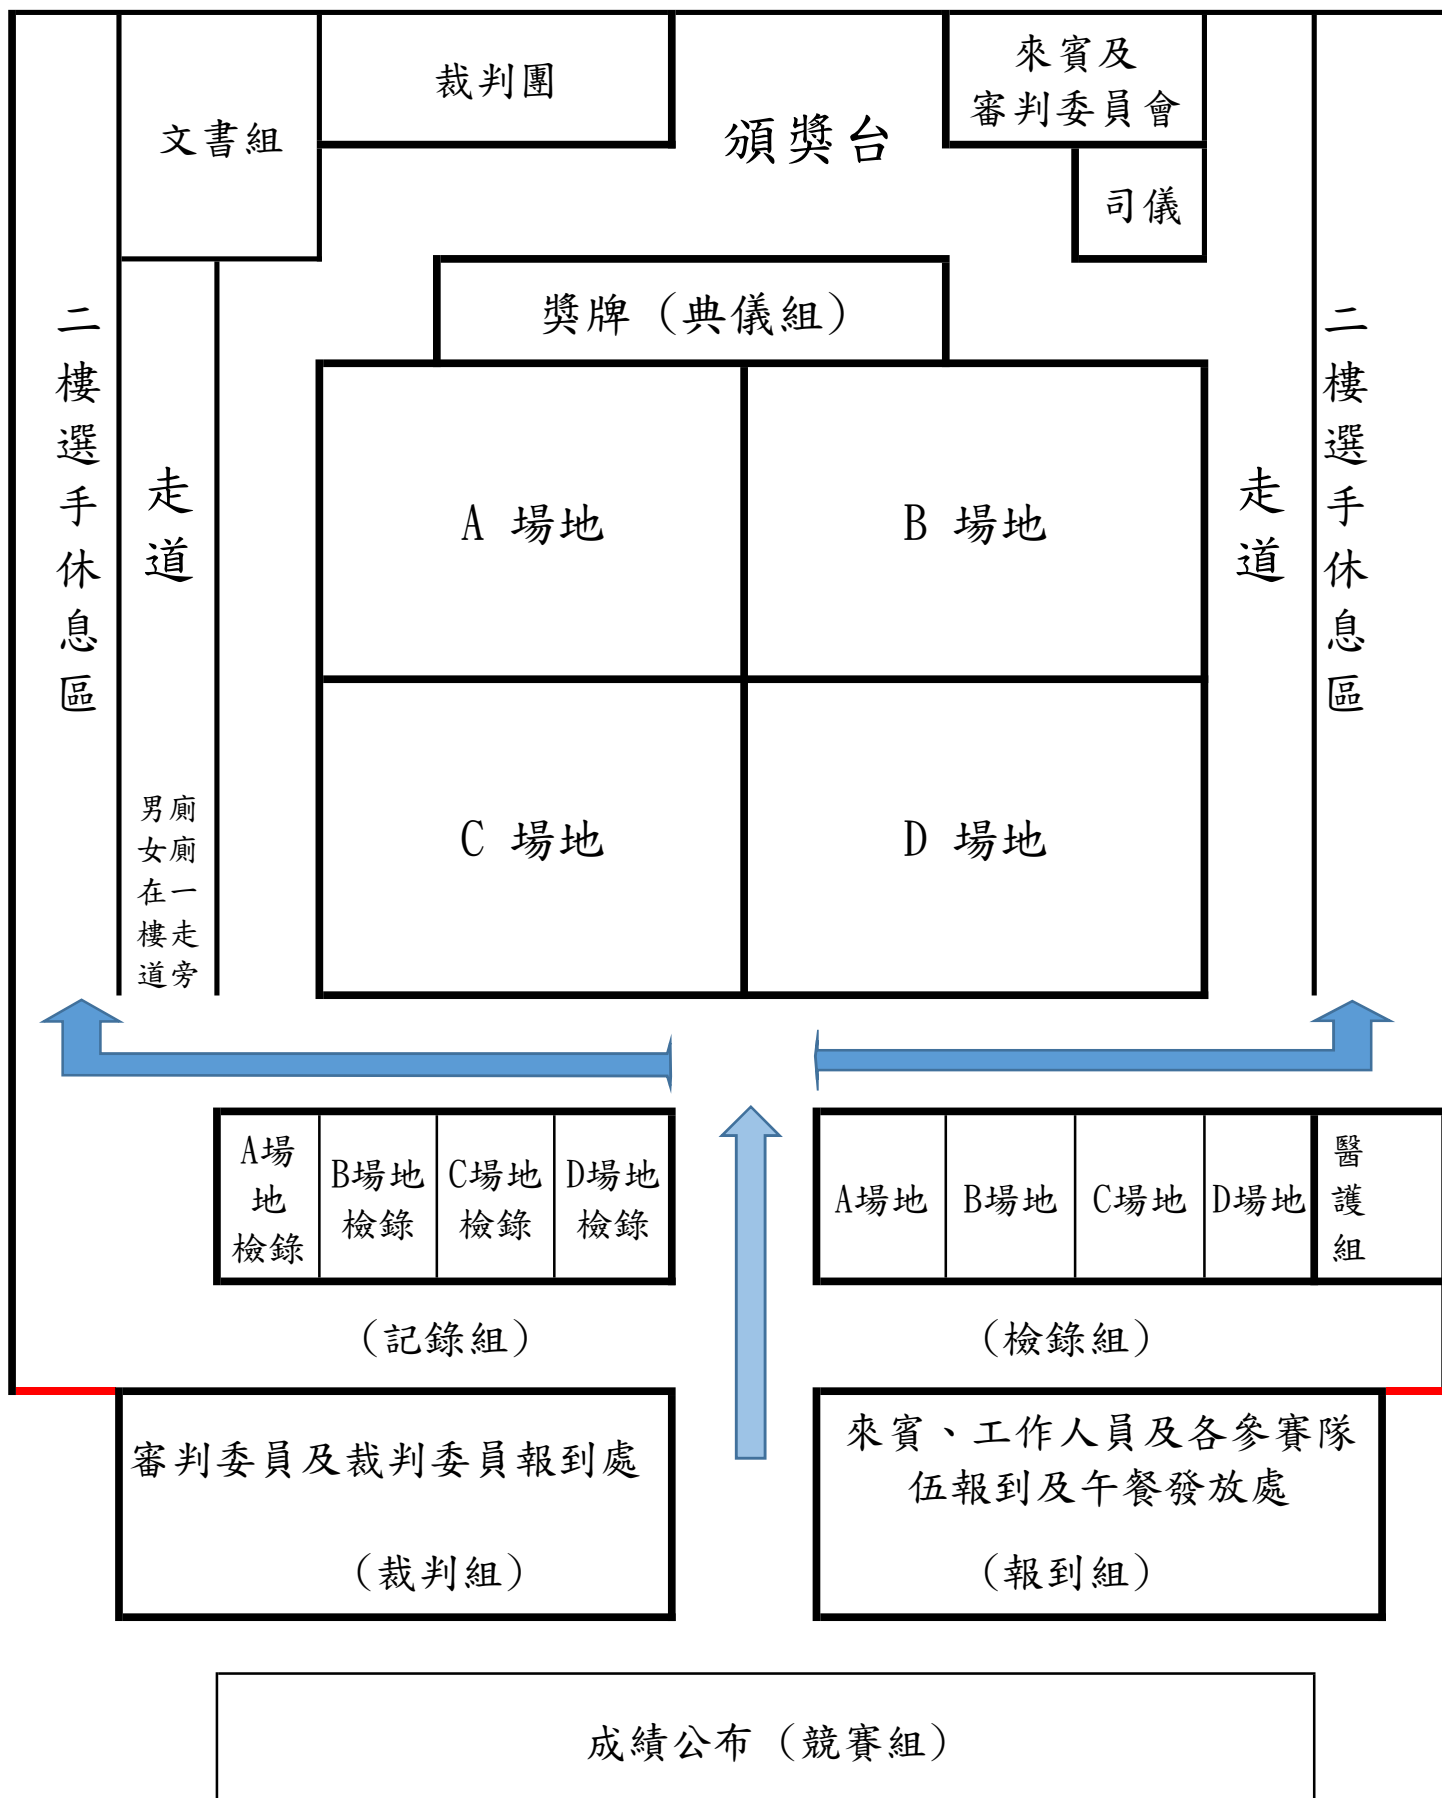 裁判團
來賓及
審判委員會
文書組
頒獎台
司儀
獎牌（典儀組）
二樓選手休息區
走道
A 場地
B 場地
走道
二樓選手休息區
C 場地
D 場地
男廁
女廁
在一
樓走
道旁
A場
地
檢錄
B場地
檢錄
C場地
檢錄
D場地
檢錄
A場地
B場地
C場地
D場地
醫護組
（記錄組）
（檢錄組）
審判委員及裁判委員報到處
（裁判組）
來賓、工作人員及各參賽隊
伍報到及午餐發放處
（報到組）
成績公布（競賽組）